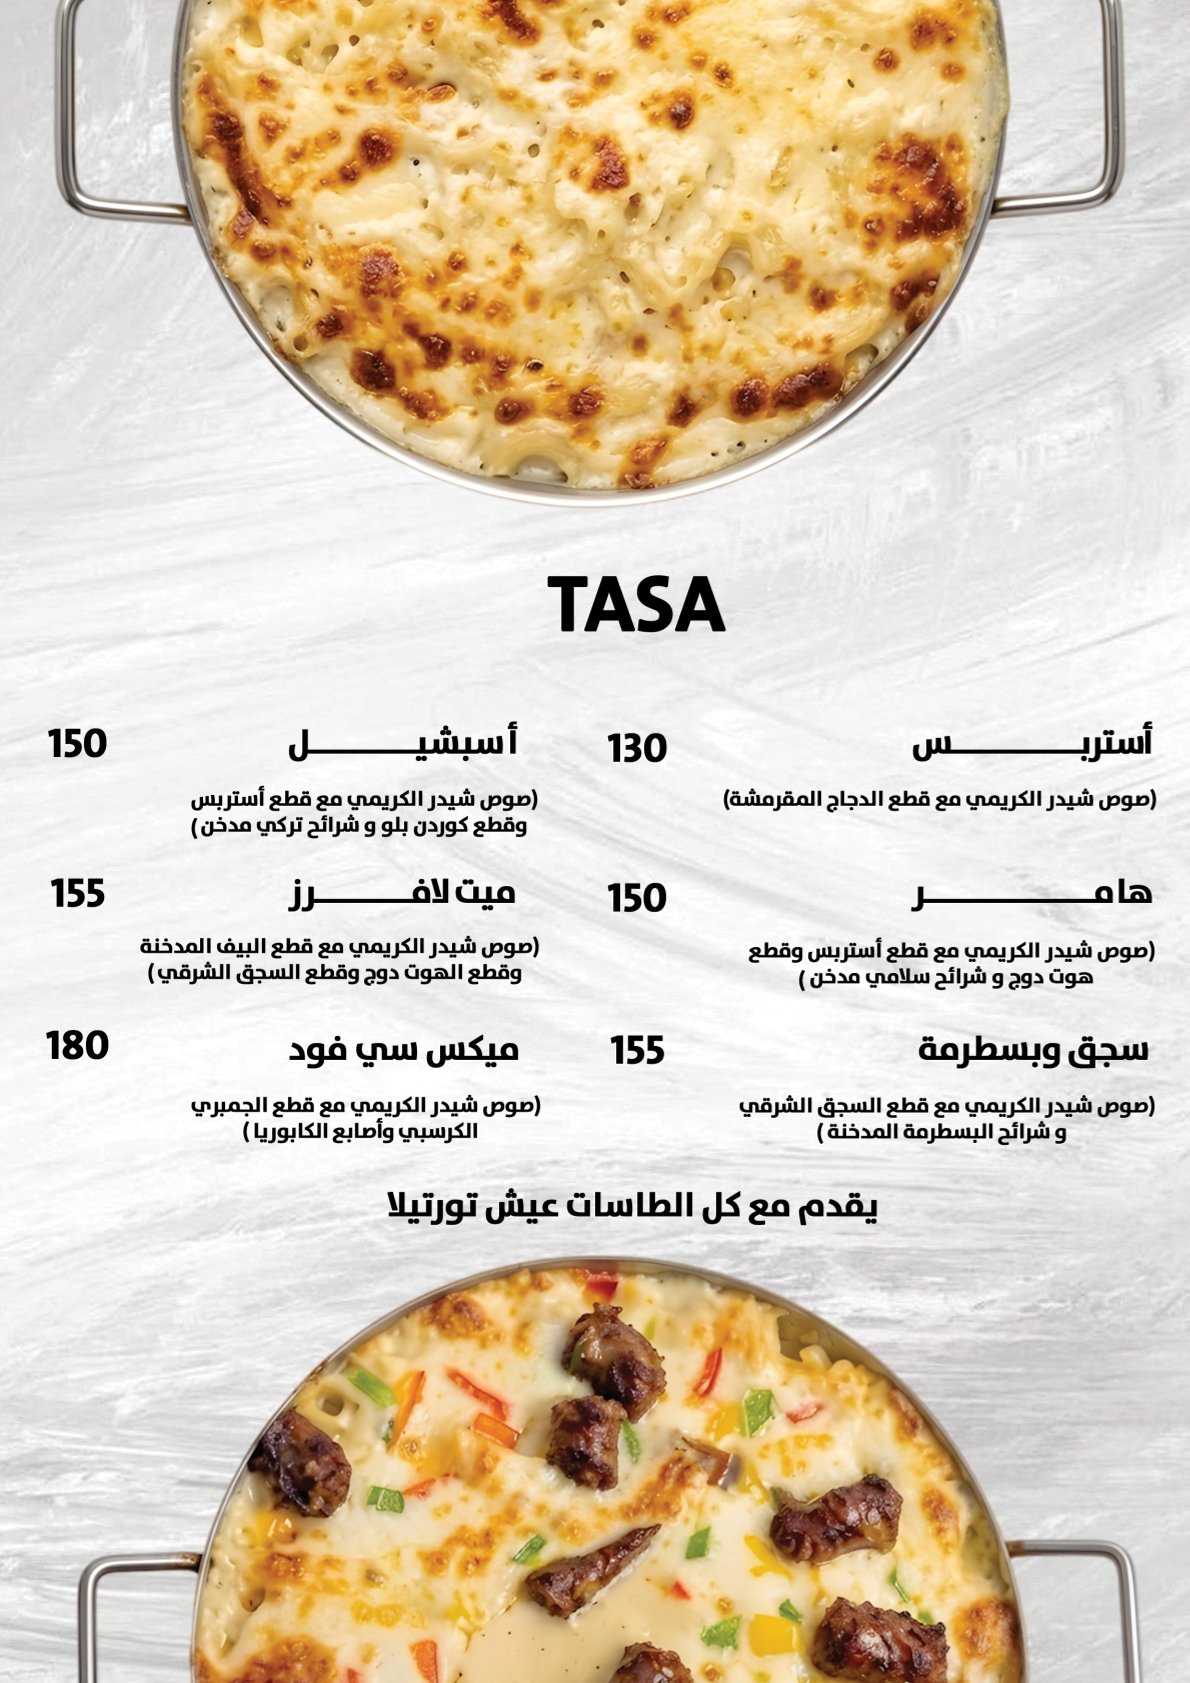 TASA
أستربس
130
(صوص شيدر الكريمي مع قطع الدجاج المقرمشة)
هامر
150
(صوص شيدر الكريمي مع قطع أستربس وقطع
هوت دوج و شرائح سلامي مدخن )
سجق وبسطرمة
155
(صوص شيدر الكريمي مع قطع السجق الشرقي
و شرائح البسطرمة المدخنة )
أسبشيل
150
(صوص شيدر الكريمي مع قطع أستربس
وقطع كوردن بلو و شرائح تركي مدخن )
ميت لافرز
155
(صوص شيدر الكريمي مع قطع البيف المدخنة
وقطع الهوت دوج وقطع السجق الشرقي )
ميكس سي فود
180
(صوص شيدر الكريمي مع قطع الجمبري
الكرسبي وأصابع الكابوريا )
يقدم مع كل الطاسات عيش تورتيلا